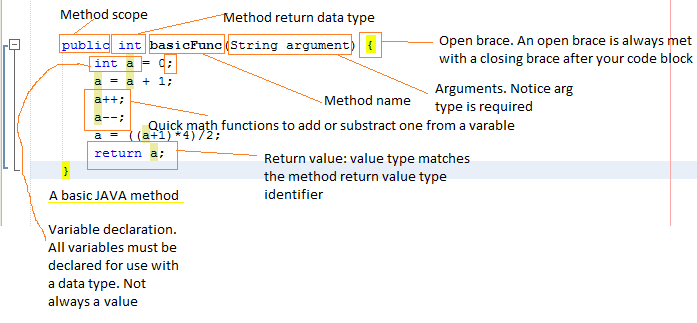 Method scope
Method return data type
public int basicFunc(String argument) {
int a = 0;
a = a + 1;
a++;
a--;
a = ((a+1)*4)/2;
return a;
}
Open brace. An open brace is always met
with a closing brace after your code block
Method name
Arguments. Notice arg
type is required
Quick math functions to add or substract one from a varable
Return value: value type matches
the method return value type
identifier
A basic JAVA method
Variable declaration.
All variables must be
declared for use with
a data type. Not
always a value